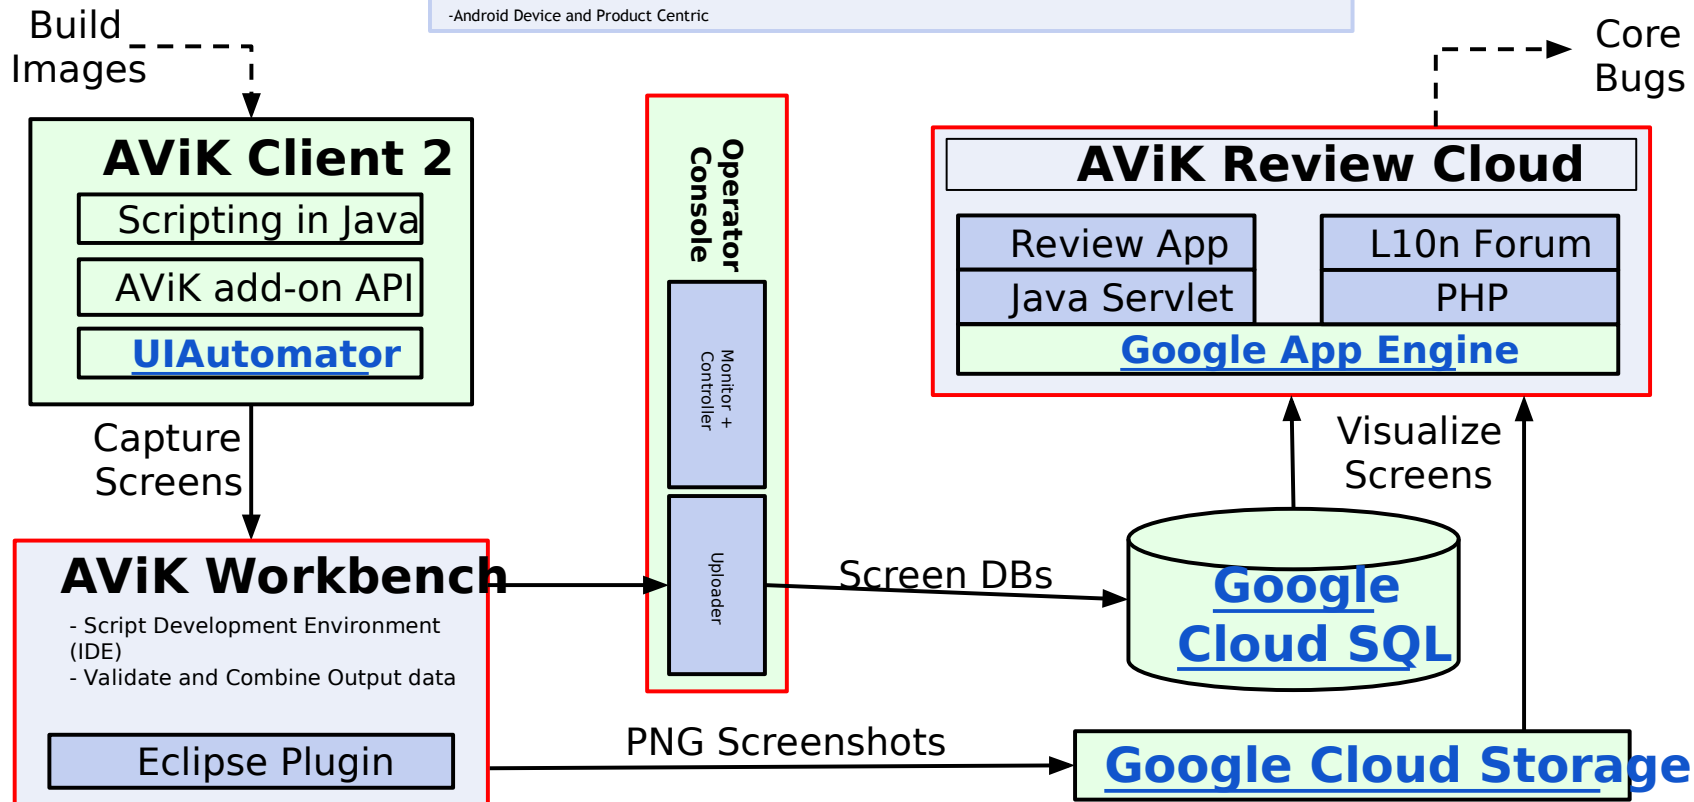 -Android Device and Product Centric
Build
Images
Core
Bugs
AViK Client 2
Scripting in Java
AViK add-on API
UIAutomator
Operator
Console
Monitor +
Controller
Uploader
AViK Review Cloud
Review App
L10n Forum
Java Servlet
PHP
Google App Engine
Capture
Screens
Visualize
Screens
AViK Workbench
- Script Development Environment
(IDE)
- Validate and Combine Output data
Eclipse Plugin
Screen DBs
Google
Cloud SQL
PNG Screenshots
Google Cloud Storage